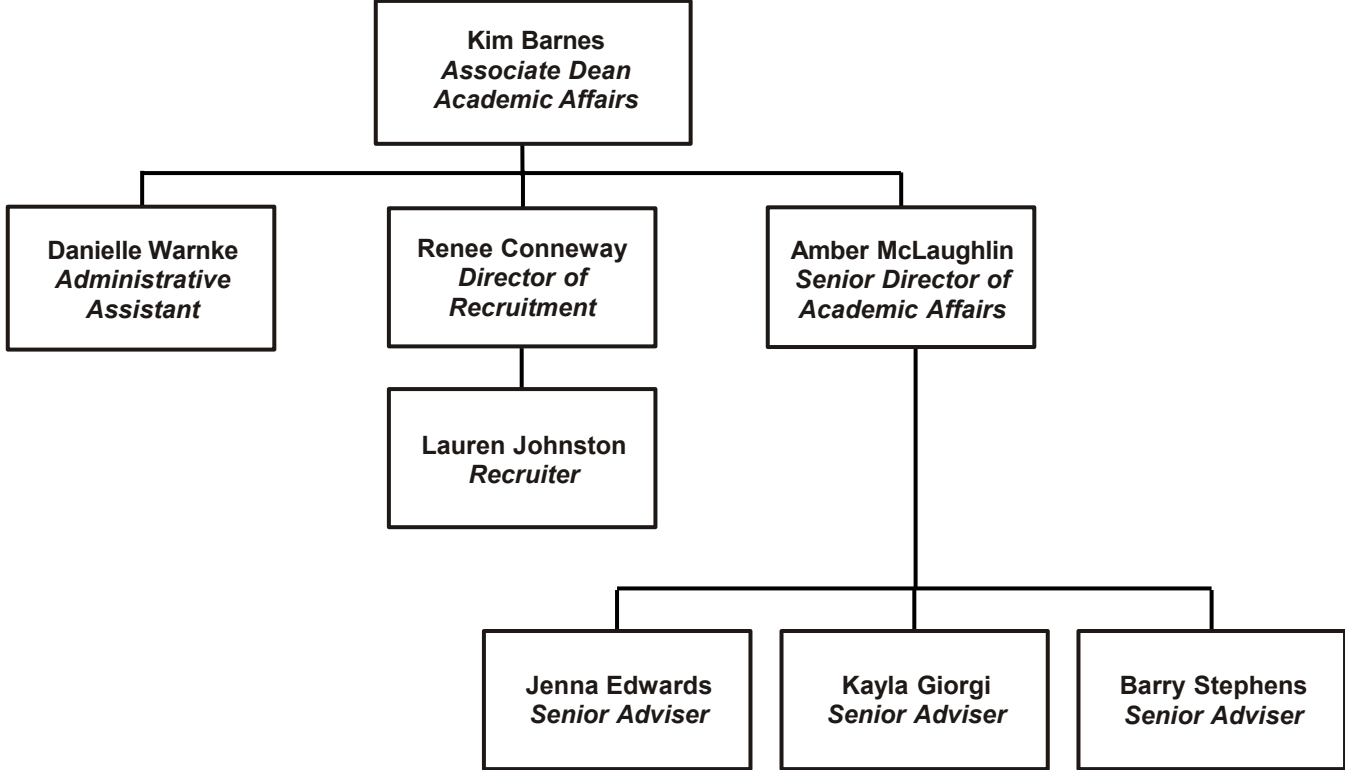 Kim Barnes
Associate Dean
Academic Affairs
Danielle Warnke
Administrative
Assistant
Renee Conneway
Director of
Recruitment
Amber McLaughlin
Senior Director of
Academic Affairs
Lauren Johnston
Recruiter
Jenna Edwards
Senior Adviser
Kayla Giorgi
Senior Adviser
Barry Stephens
Senior Adviser